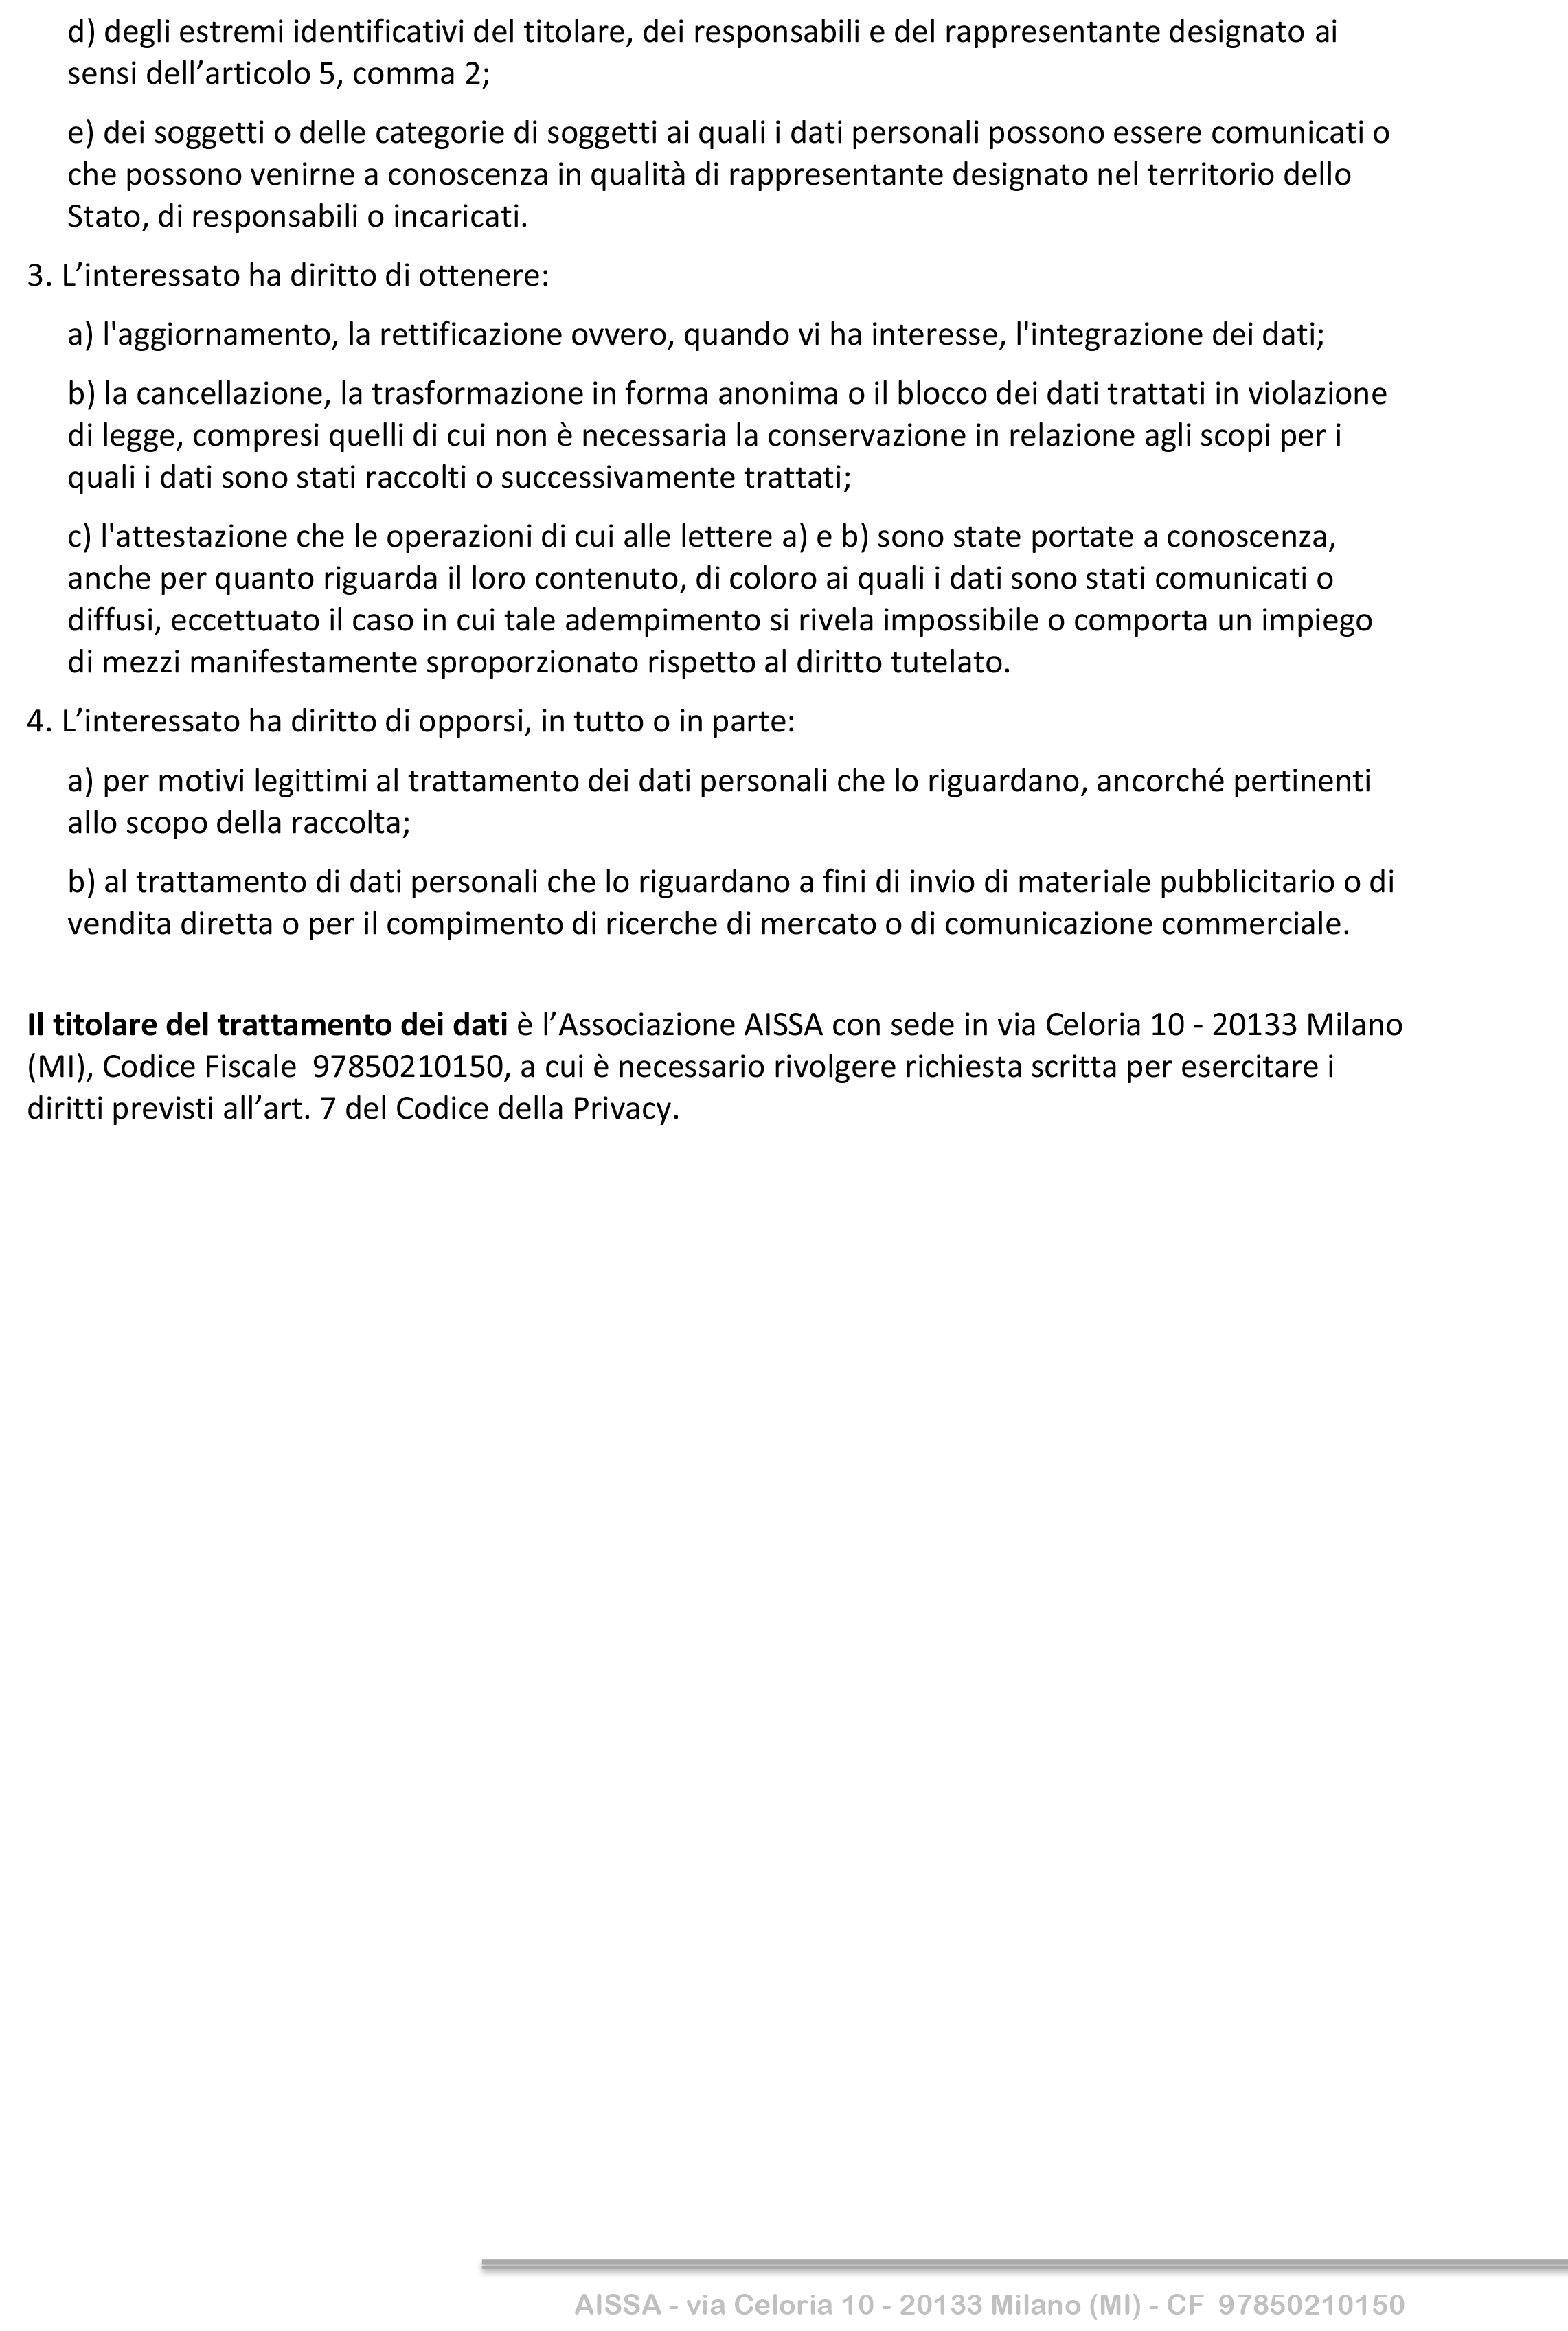 d) degli estremi identificativi del titolare, dei responsabili e del rappresentante designato ai
sensi dell’articolo 5, comma 2;
e) dei soggetti o delle categorie di soggetti ai quali i dati personali possono essere comunicati o
che possono venirne a conoscenza in qualità di rappresentante designato nel territorio dello
Stato, di responsabili o incaricati.
3. L’interessato ha diritto di ottenere:
a) l'aggiornamento, la rettificazione ovvero, quando vi ha interesse, l'integrazione dei dati;
b) la cancellazione, la trasformazione in forma anonima o il blocco dei dati trattati in violazione
di legge, compresi quelli di cui non è necessaria la conservazione in relazione agli scopi per i
quali i dati sono stati raccolti o successivamente trattati;
c) l'attestazione che le operazioni di cui alle lettere a) e b) sono state portate a conoscenza,
anche per quanto riguarda il loro contenuto, di coloro ai quali i dati sono stati comunicati o
diffusi, eccettuato il caso in cui tale adempimento si rivela impossibile o comporta un impiego
di mezzi manifestamente sproporzionato rispetto al diritto tutelato.
4. L’interessato ha diritto di opporsi, in tutto o in parte:
a) per motivi legittimi al trattamento dei dati personali che lo riguardano, ancorché pertinenti
allo scopo della raccolta;
b) al trattamento di dati personali che lo riguardano a fini di invio di materiale pubblicitario o di
vendita diretta o per il compimento di ricerche di mercato o di comunicazione commerciale.
Il titolare del trattamento dei dati è l’Associazione AISSA con sede in via Celoria 10 - 20133 Milano
(MI), Codice Fiscale  97850210150, a cui è necessario rivolgere richiesta scritta per esercitare i
diritti previsti all’art. 7 del Codice della Privacy.
AISSA - via Celoria 10 - 20133 Milano (MI) - CF  97850210150